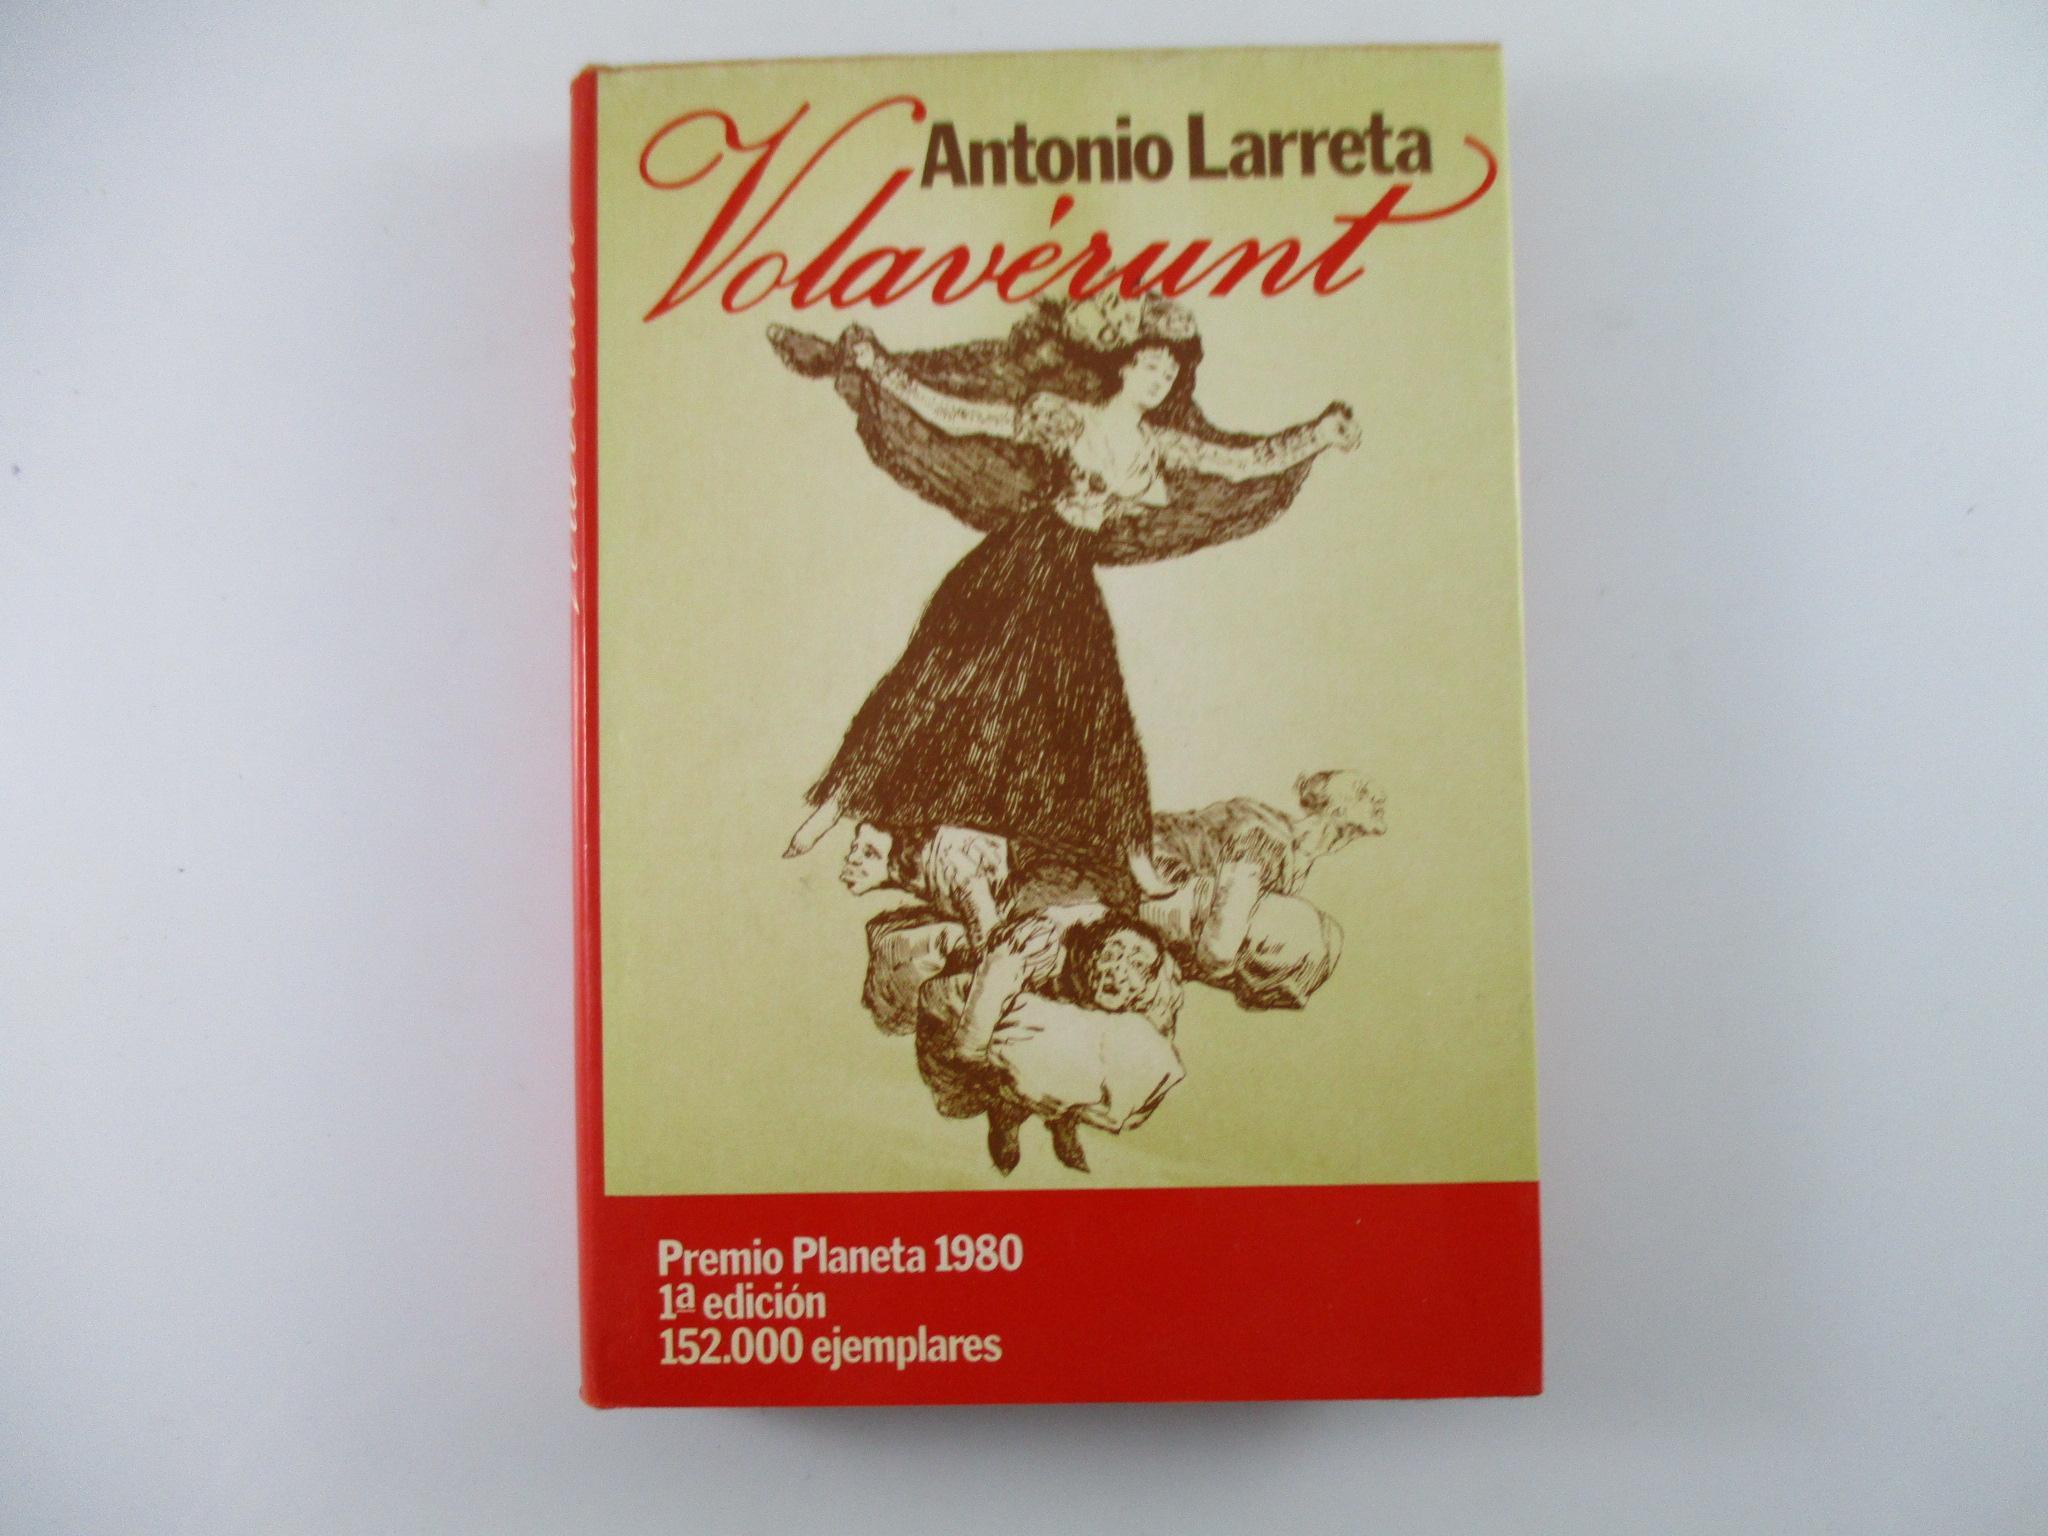 Antonio Larreta
Volavérunt
Premio Planeta 1980
1ª edición
152.000 ejemplares